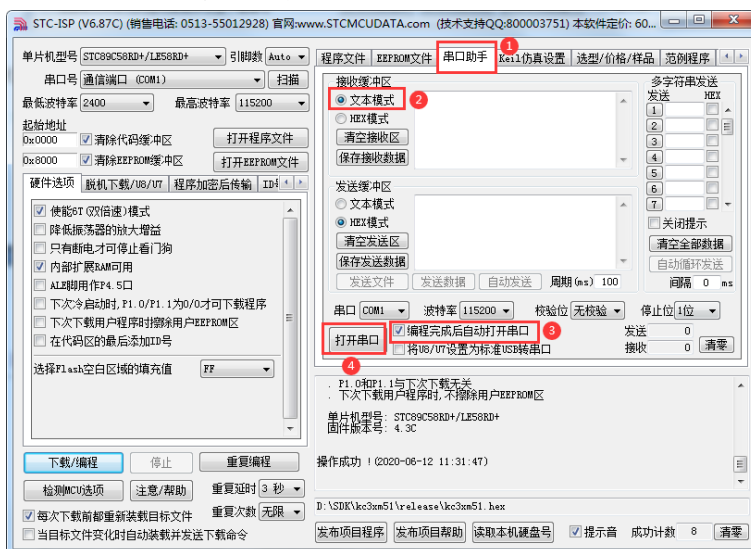 STC-ISP (V6.87C) (销售电话: 0513-55012928) 官网:www.STCMCUDATA.com (技术支持QQ:800003751) 本软件定价: 60...
单片机型号 STC89C58RD+/LE58RD+ 引脚数 Auto
串口号 通信端口 (COM1) 扫描
最低波特率 2400 最高波特率 115200
起始地址
0x0000 清除代码缓冲区 打开程序文件
0x8000 清除EEPROM缓冲区 打开EEPROM文件
硬件选项 脱机下载/U8/U7 程序加密后传输
使能6T(双倍速)模式
降低振荡器的放大增益
只有断电才可停止看门狗
内部扩展RAM可用
ALE脚用作P4.5口
下次冷启动时,P1.0/P1.1为0/0才可下载程序
下次下载用户程序时擦除用户EEPROM区
在代码区的最后添加ID号
选择Flash空白区域的填充值 FF
下载/编程 停止 重复编程
检测MCU选项 注意/帮助 重复延时 3 秒
每次下载前都重新装载目标文件 重复次数 无限
当目标文件变化时自动装载并发送下载命令
1
程序文件 EEPROM文件 串口助手 Keil仿真设置 选型/价格/样品 范例程序
接收缓冲区
文本模式 2
HEX模式
清空接收区
保存接收数据
多字符串发送
发送 HEX
1
2
3
4
5
6
7
发送缓冲区
文本模式
HEX模式
清空发送区
保存发送数据
关闭提示
清空全部数据
自动循环发送
发送文件 发送数据 自动发送 周期(ms) 100 间隔 0 ms
串口 COM1 波特率 115200 校验位 无校验 停止位 1位
打开串口 编程完成后自动打开串口 3 发送 0
将U8/U7设置为标准USB转串口 接收 0 清零
4
. P1.0和P1.1与下次下载无关
. 下次下载用户程序时,不擦除用户EEPROM区
单片机型号: STC89C58RD+/LE58RD+
固件版本号: 4.3C
操作成功 !(2020-06-12 11:31:47)
D:\SDK\kc3xm51\release\kc3xm51.hex
发布项目程序 发布项目帮助 读取本机硬盘号 提示音 成功计数 8 清零